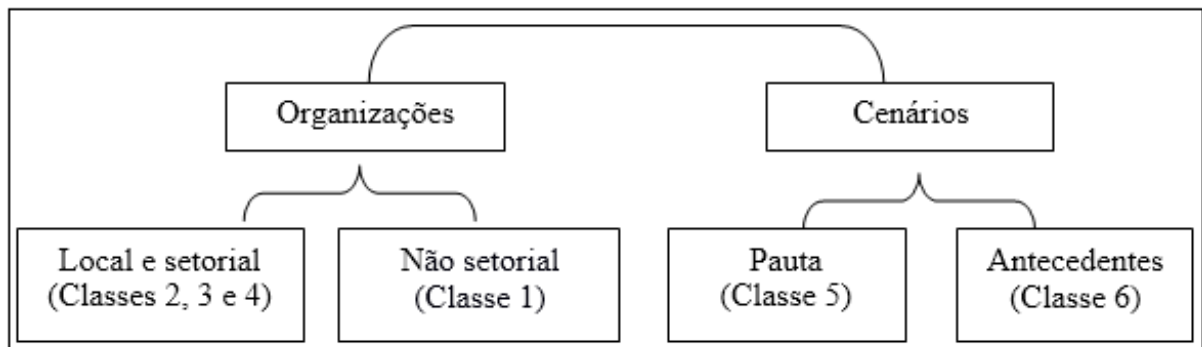 Organizações
Cenários
Local e setorial
(Classes 2, 3 e 4)
Não setorial
(Classe 1)
Pauta
(Classe 5)
Antecedentes
(Classe 6)